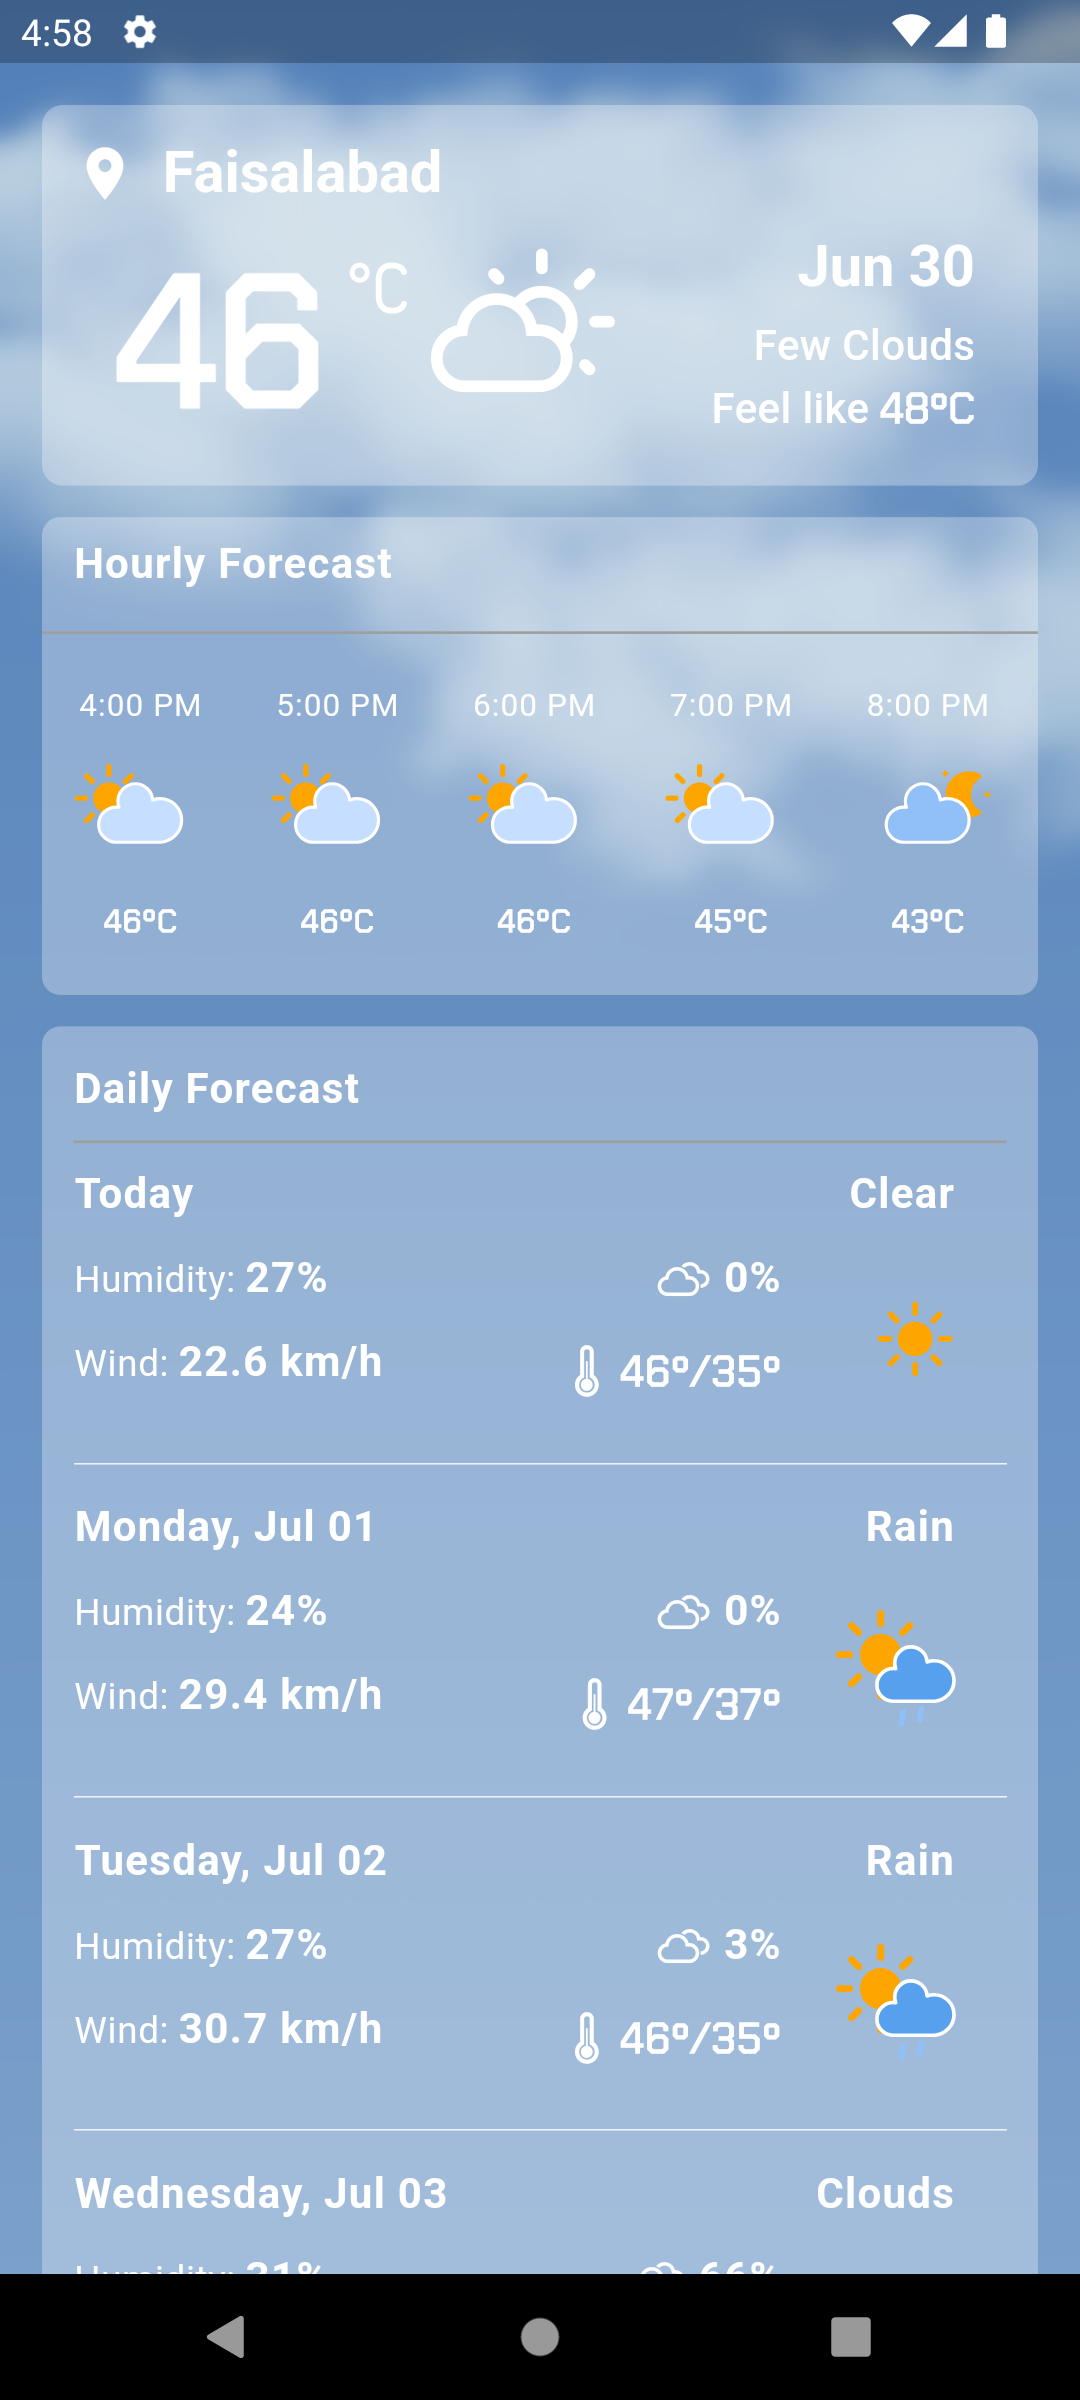 4:58
Faisalabad
46 °C
Jun 30
Few Clouds
Feel like 48°C
Hourly Forecast
4:00 PM 5:00 PM 6:00 PM 7:00 PM 8:00 PM
46°C 46°C 46°C 45°C 43°C
Daily Forecast
Today Clear
Humidity: 27% 0%
Wind: 22.6 km/h 46°/35°
Monday, Jul 01 Rain
Humidity: 24% 0%
Wind: 29.4 km/h 47°/37°
Tuesday, Jul 02 Rain
Humidity: 27% 3%
Wind: 30.7 km/h 46°/35°
Wednesday, Jul 03 Clouds
Humidity: 31% 66%